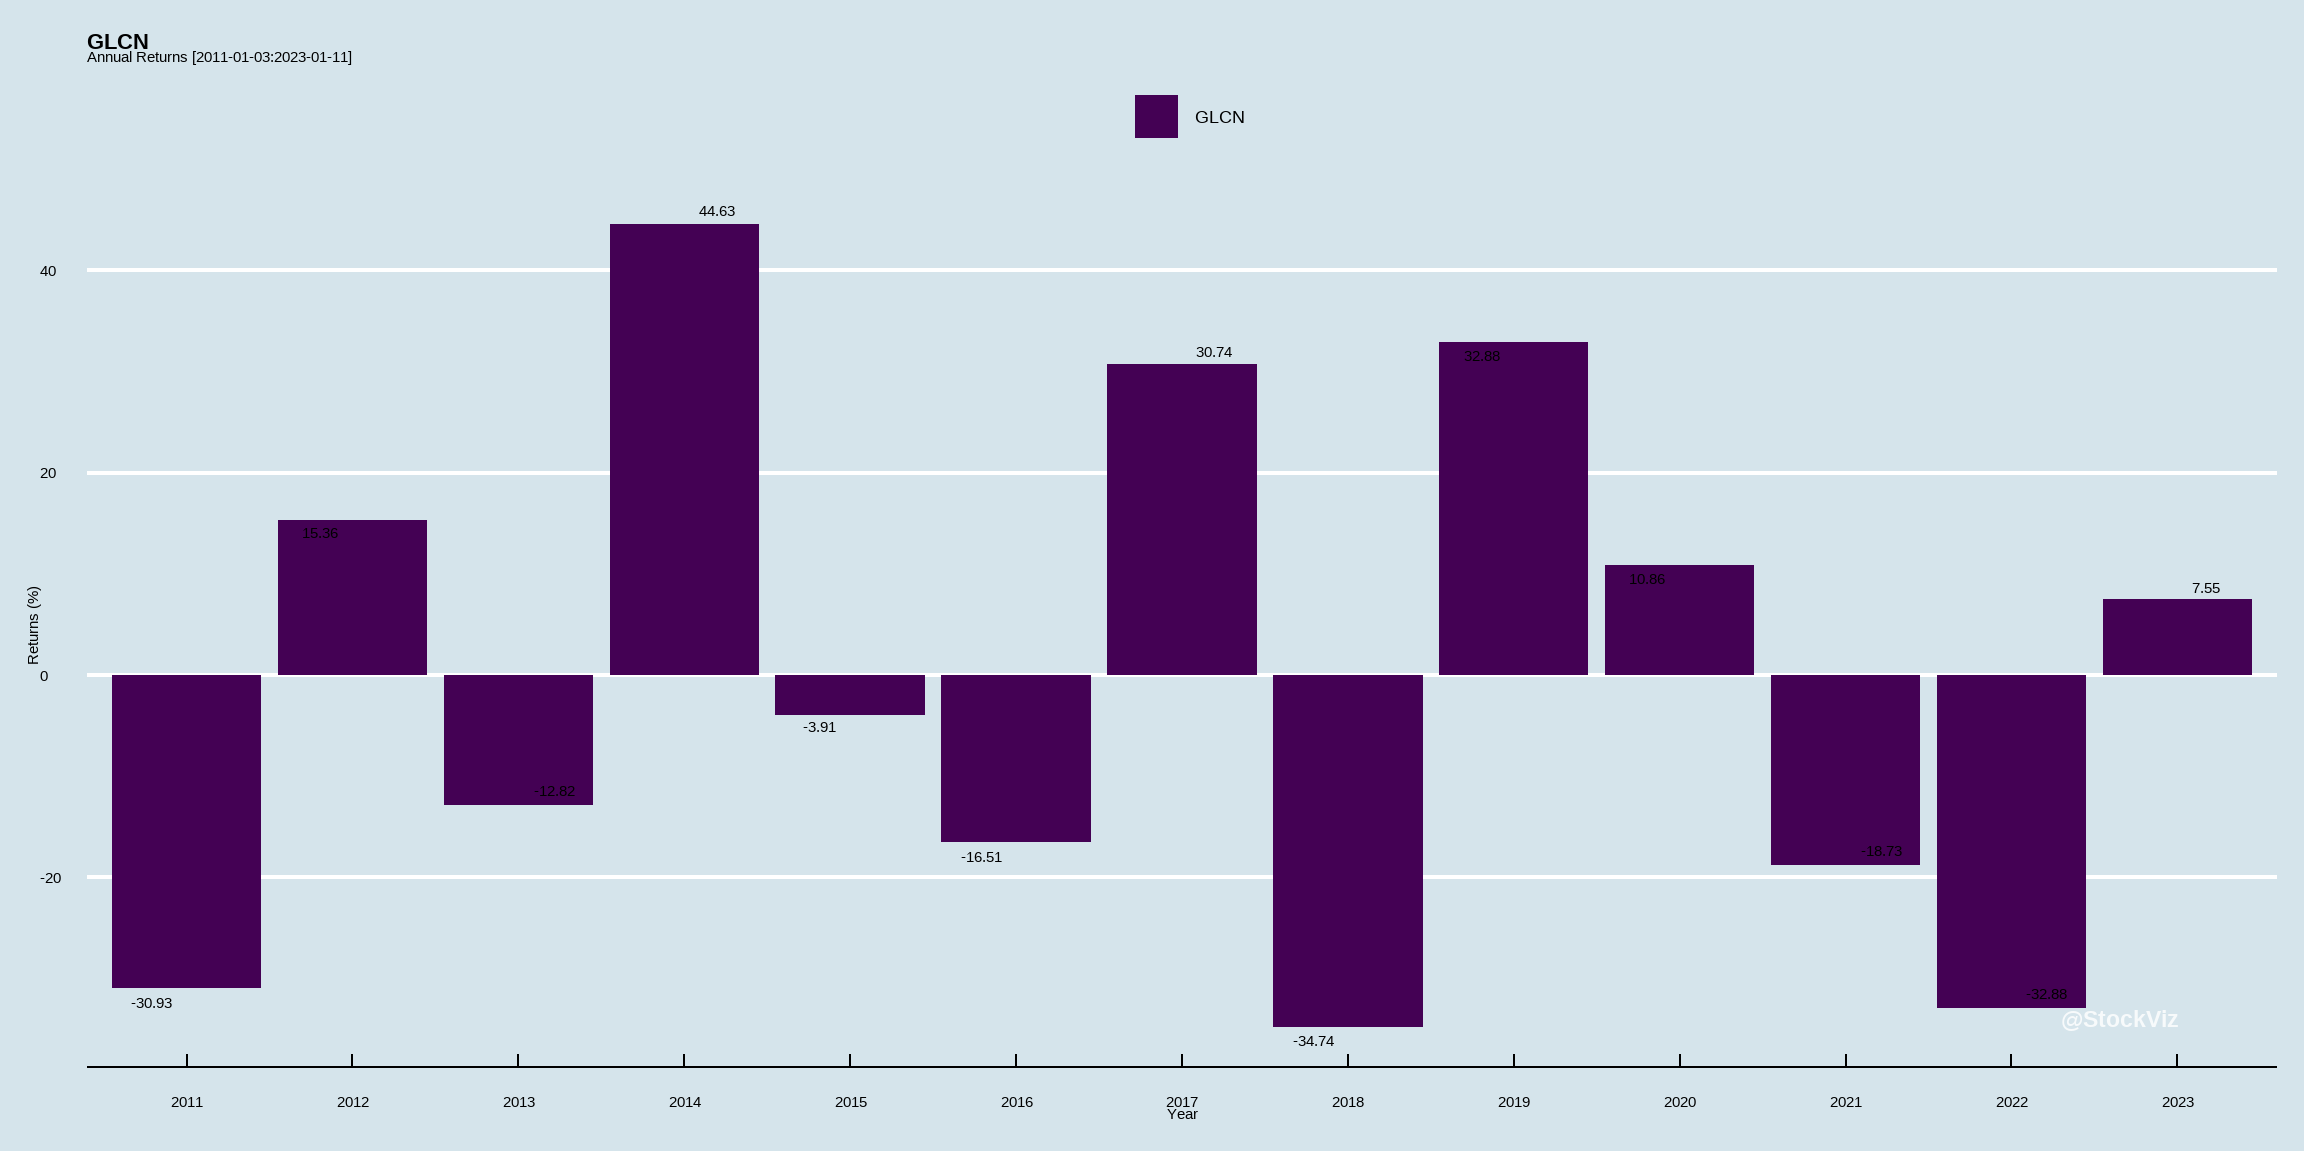 GLCN
Annual Returns [2011-01-03:2023-01-11]
GLCN
44.63
40
30.74
32.88
20
15.36
10.86
7.55
Returns (%)
0
-3.91
-12.82
-16.51
-18.73
-20
-30.93
-32.88
@StockViz
-34.74
2011 2012 2013 2014 2015 2016 2017 2018 2019 2020 2021 2022 2023
Year